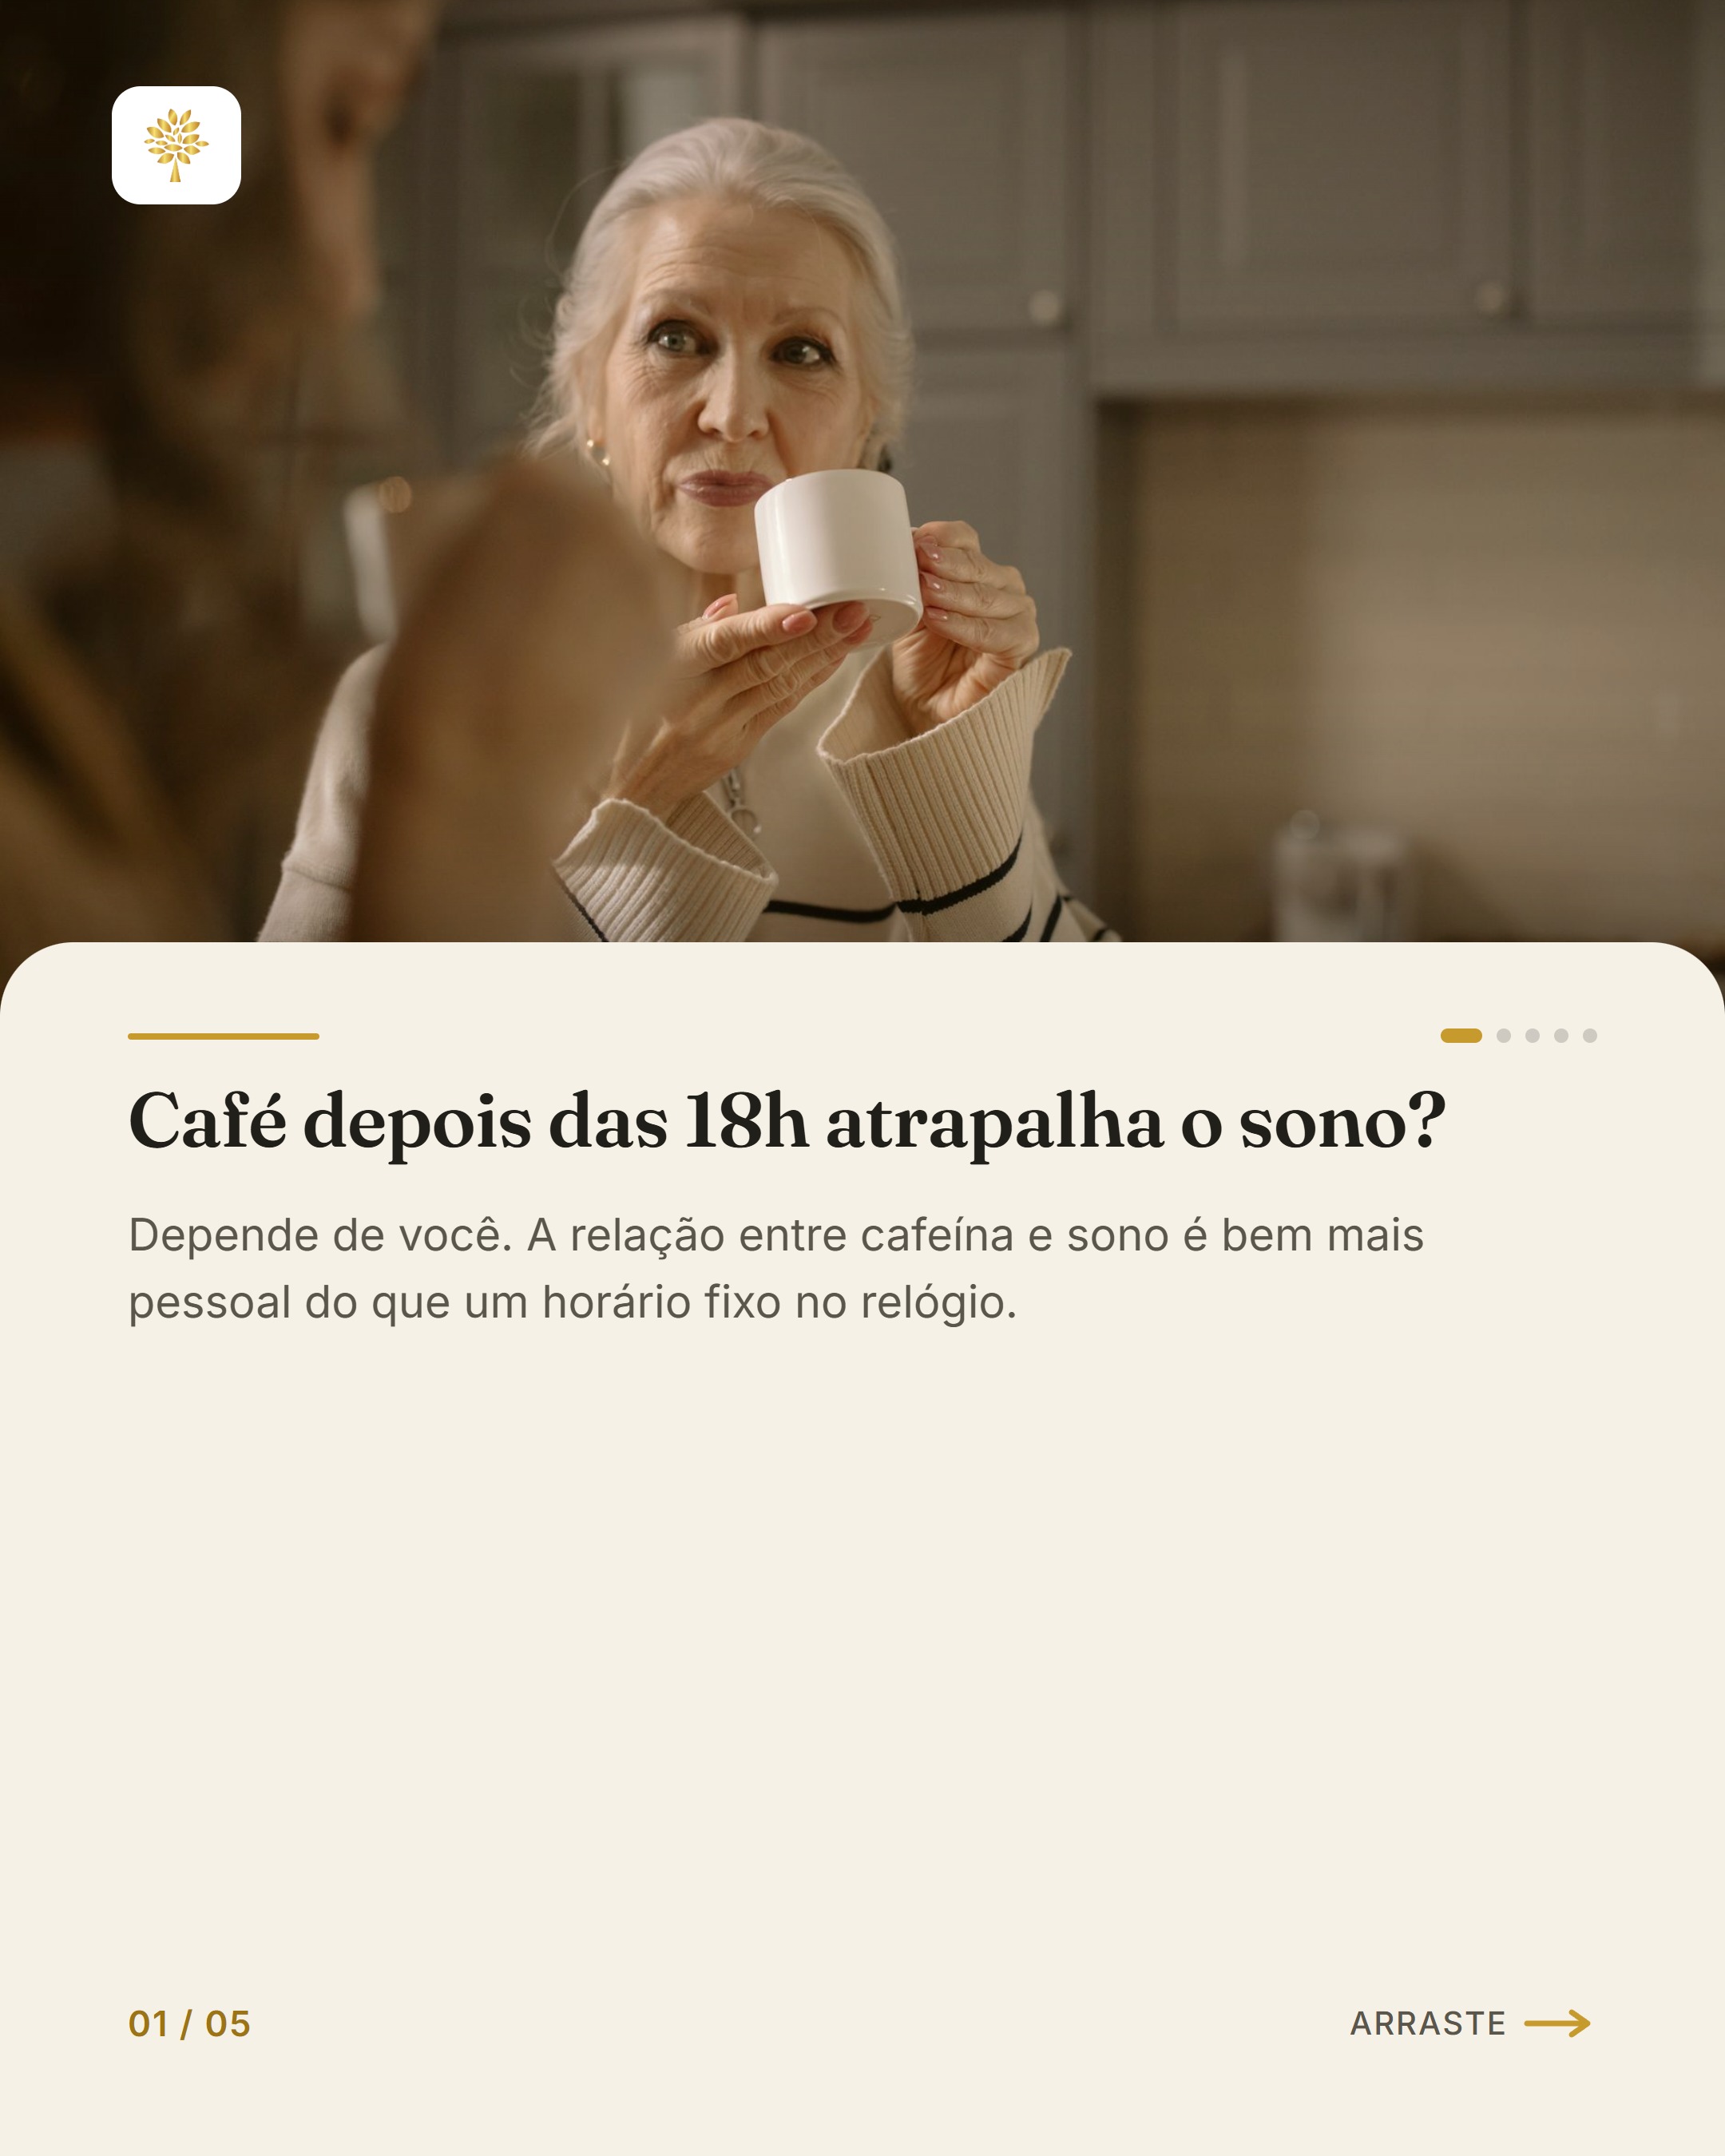 Café depois das 18h atrapalha o sono?
Depende de você. A relação entre cafeína e sono é bem mais
pessoal do que um horário fixo no relógio.
01 / 05
ARRASTE